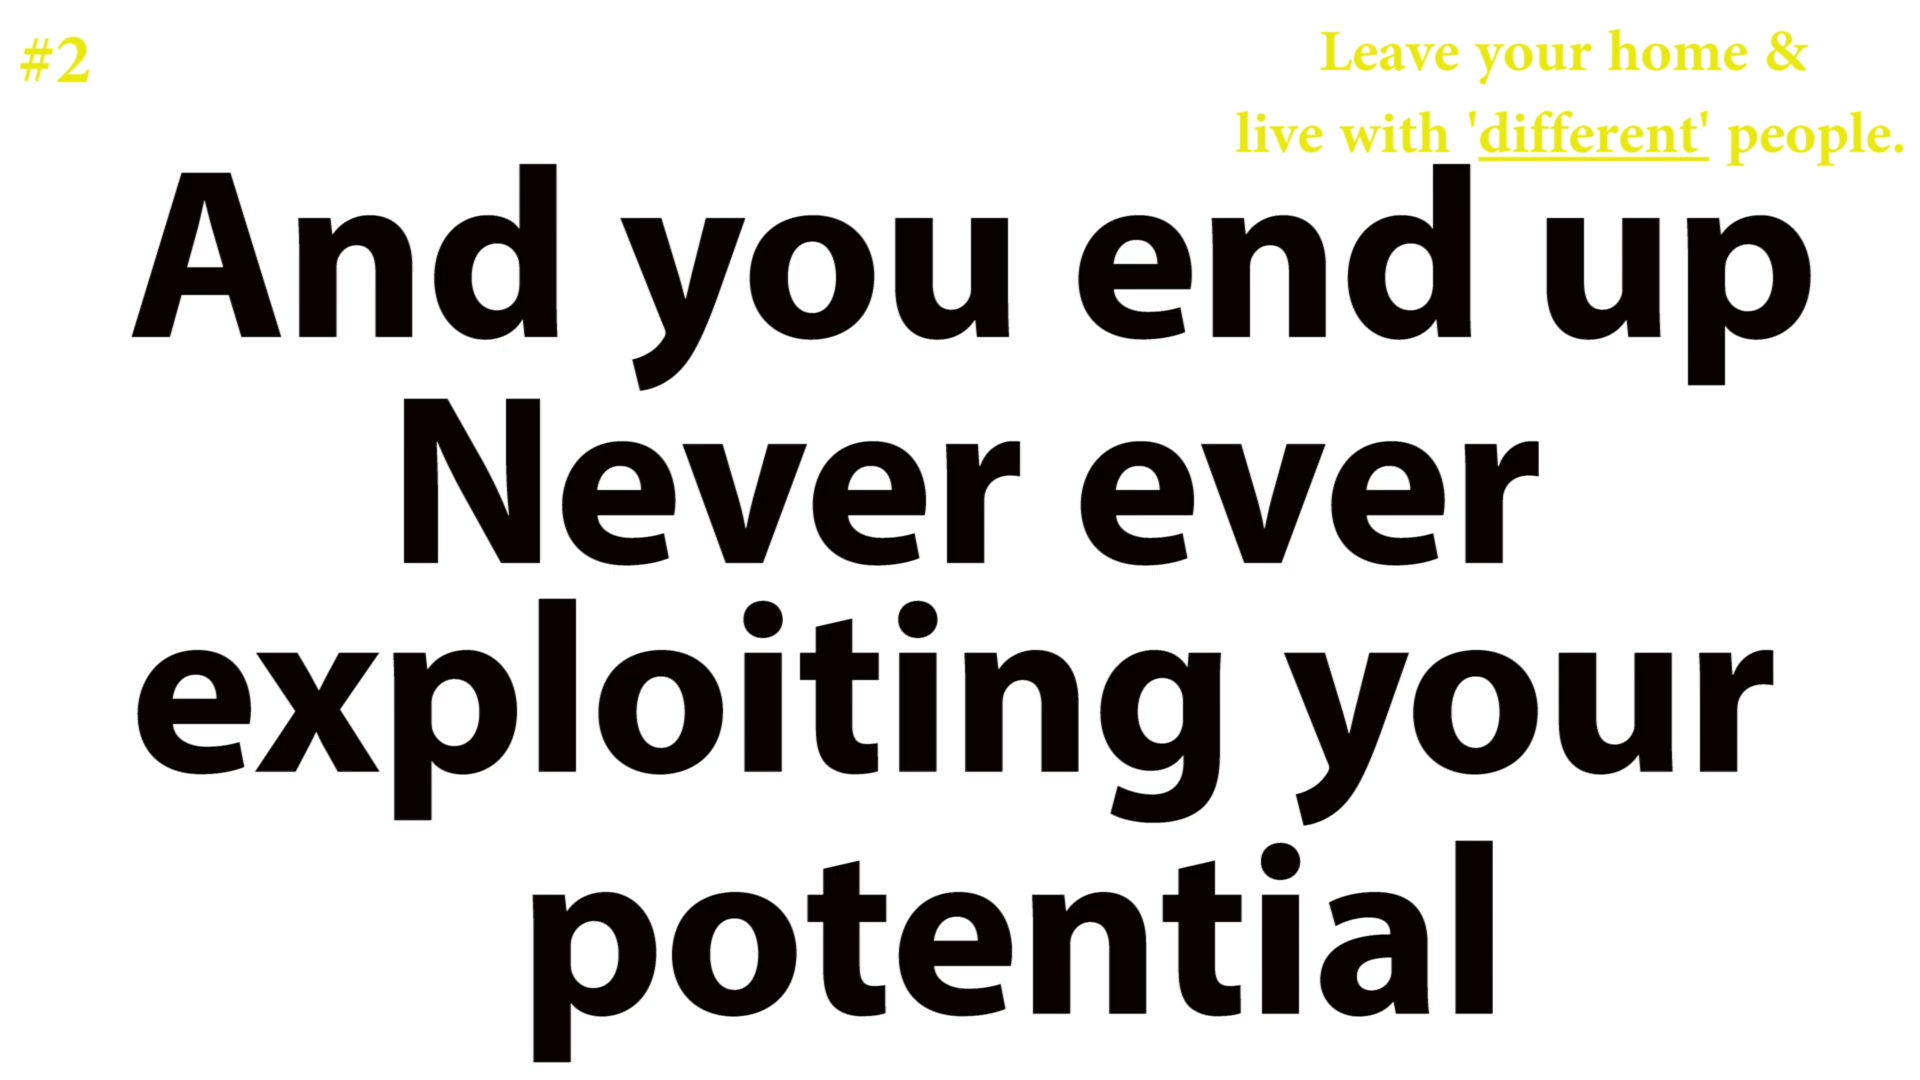 #2
Leave your home &
live with 'different' people.
And you end up
Never ever
exploiting your
potential